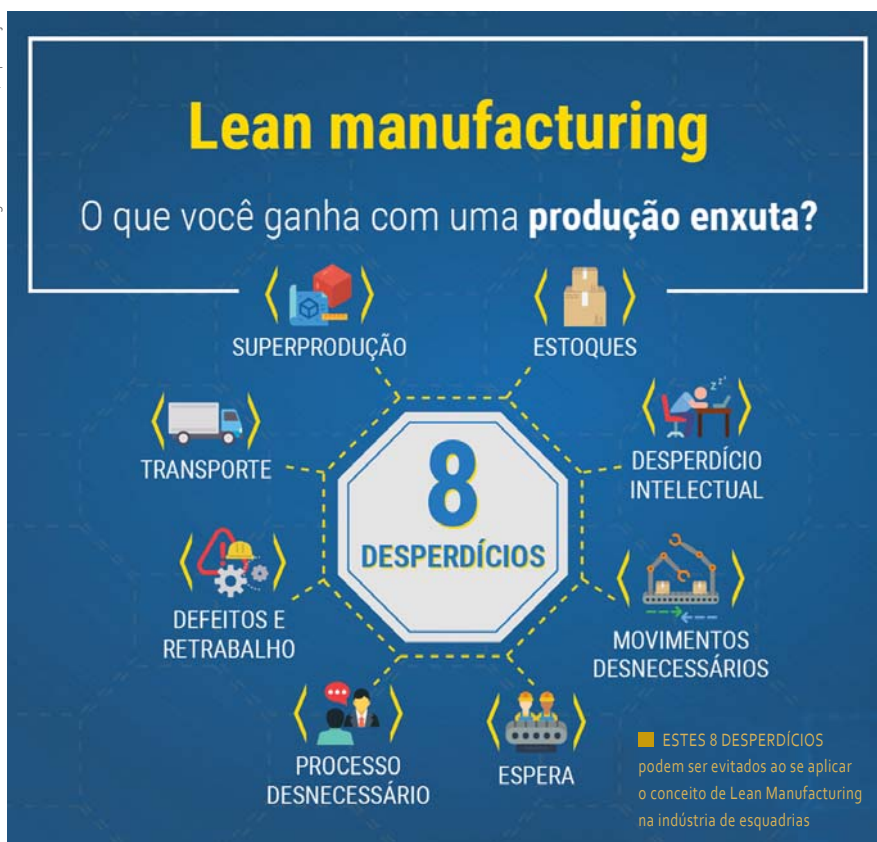 Lean manufacturing
O que você ganha com uma produção enxuta?
SUPERPRODUÇÃO
ESTOQUES
TRANSPORTE
DESPERDÍCIO
INTELECTUAL
8
DESPERDÍCIOS
DEFEITOS E
RETRABALHO
MOVIMENTOS
DESNECESSÁRIOS
PROCESSO
DESNECESSÁRIO
ESPERA
ESTES 8 DESPERDÍCIOS
podem ser evitados ao se aplicar
o conceito de Lean Manufacturing
na indústria de esquadrias